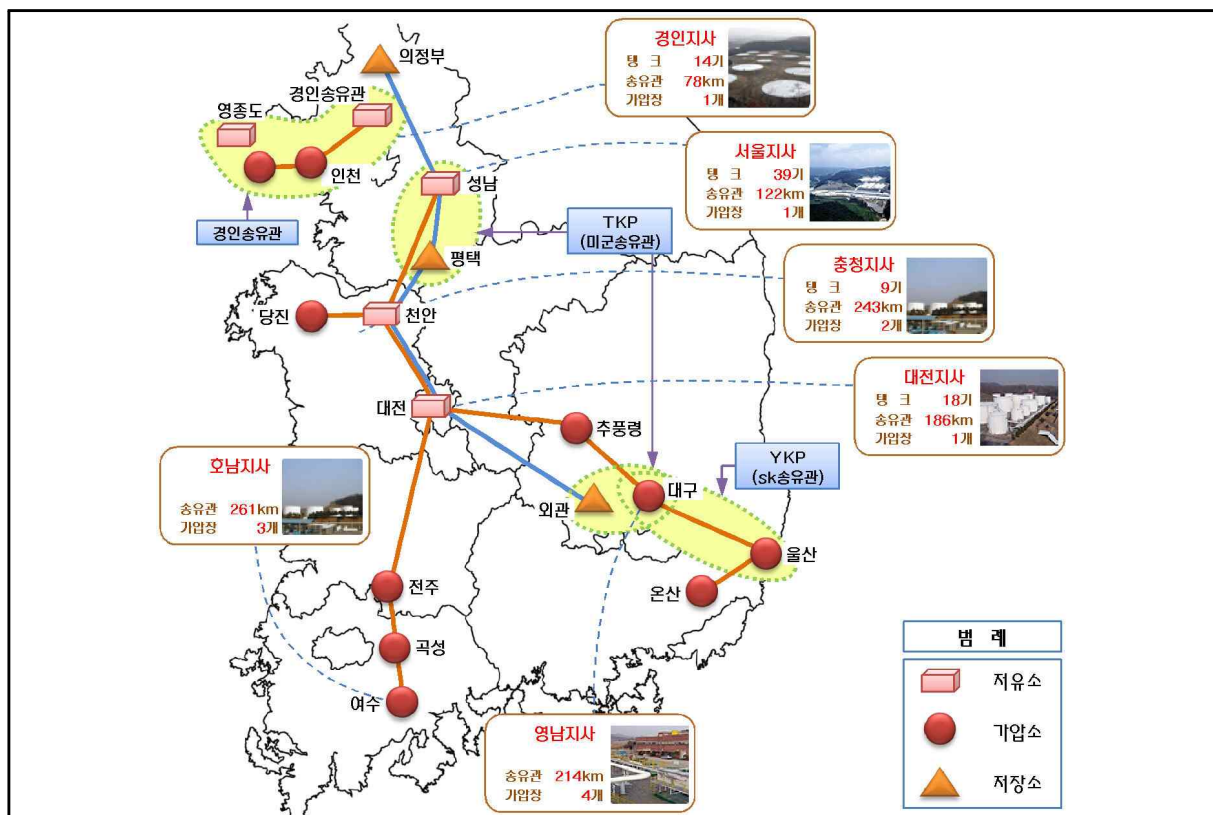 의정부
경인송유관
영종도
인천
경인송유관
성남
평택
TKP
(미군송유관)
당진
천안
대전
추풍령
외관
대구
YKP
(sk송유관)
울산
온산
전주
곡성
여수
경인지사
탱 크 14기
송유관 78km
가압장 1개
서울지사
탱 크 39기
송유관 122km
가압장 1개
충청지사
탱 크 9기
송유관 243km
가압장 2개
대전지사
탱 크 18기
송유관 186km
가압장 1개
호남지사
송유관 261km
가압장 3개
영남지사
송유관 214km
가압장 4개
범 례
저유소
가압소
저장소